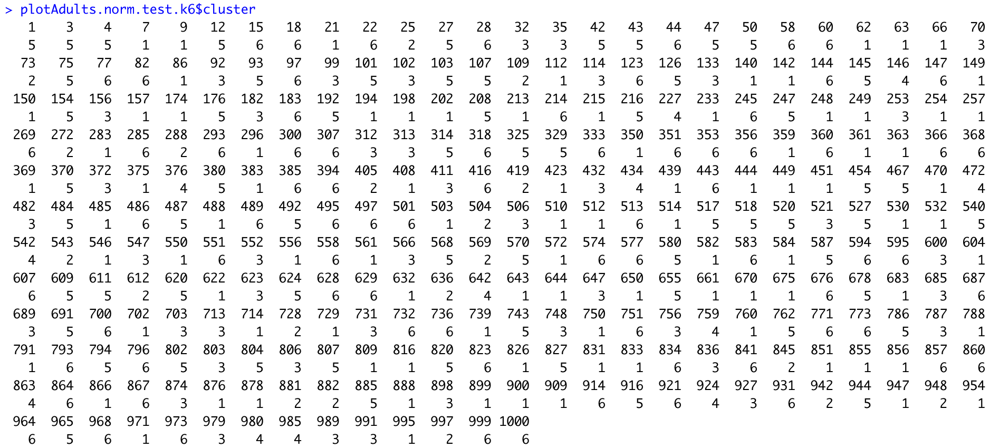 > plotAdults.norm.test.k6$cluster
1 3 4 7 9 12 15 18 21 22 25 27 28 32 35 42 43 44 47 50 58 60 62 63 66 70
5 5 5 1 1 5 6 6 1 6 2 5 6 3 3 5 5 6 5 5 6 6 1 1 1 3
73 75 77 82 86 92 93 97 99 101 102 103 107 109 112 114 123 126 133 140 142 144 145 146 147 149
2 5 6 6 1 3 5 6 3 5 3 5 5 2 1 3 6 5 3 1 1 6 5 4 6 1
150 154 156 157 174 176 182 183 192 194 198 202 208 213 214 215 216 227 233 245 247 248 249 253 254 257
1 5 3 1 1 5 3 6 5 1 1 1 5 1 6 1 5 4 1 6 5 1 1 3 1 1
269 272 283 285 288 293 296 300 307 312 313 314 318 325 329 333 350 351 353 356 359 360 361 363 366 368
6 2 1 6 2 6 1 6 6 3 3 5 6 5 5 6 1 6 6 6 1 6 1 1 6 6
369 370 372 375 376 380 383 385 394 405 408 411 416 419 423 432 434 439 443 444 449 451 454 467 470 472
1 5 3 1 4 5 1 6 6 2 1 3 6 2 1 3 4 1 6 1 1 1 5 5 1 4
482 484 485 486 487 488 489 492 495 497 501 503 504 506 510 512 513 514 517 518 520 521 527 530 532 540
3 5 1 6 5 1 6 5 6 6 6 1 2 3 1 1 6 1 5 5 5 3 5 1 1 5
542 543 546 547 550 551 552 556 558 561 566 568 569 570 572 574 577 580 582 583 584 587 594 595 600 604
4 2 1 3 1 6 3 1 6 1 3 5 2 5 1 6 6 5 1 6 1 5 6 6 3 1
607 609 611 612 620 622 623 624 628 629 632 636 642 643 644 647 650 655 661 670 675 676 678 683 685 687
6 5 5 2 5 1 3 5 6 6 1 2 4 1 1 3 1 5 1 1 1 6 5 1 3 6
689 691 700 702 703 713 714 728 729 731 732 736 739 743 748 750 751 756 759 760 762 771 773 786 787 788
3 5 6 1 3 3 1 2 1 3 6 6 1 5 3 1 6 3 4 1 5 6 6 5 3 1
791 793 794 796 802 803 804 806 807 809 816 820 823 826 827 831 833 834 836 841 845 851 855 856 857 860
1 6 5 6 5 3 5 3 5 1 1 5 6 1 5 1 1 6 3 6 2 1 1 1 6 6
863 864 866 867 874 876 878 881 882 885 888 898 899 900 909 914 916 921 924 927 931 942 944 947 948 954
4 6 1 6 3 1 1 2 2 5 1 3 1 1 1 6 5 6 4 3 6 2 5 1 2 1
964 965 968 971 973 979 980 985 989 991 995 997 999 1000
6 5 6 1 6 3 4 4 3 3 1 2 6 6